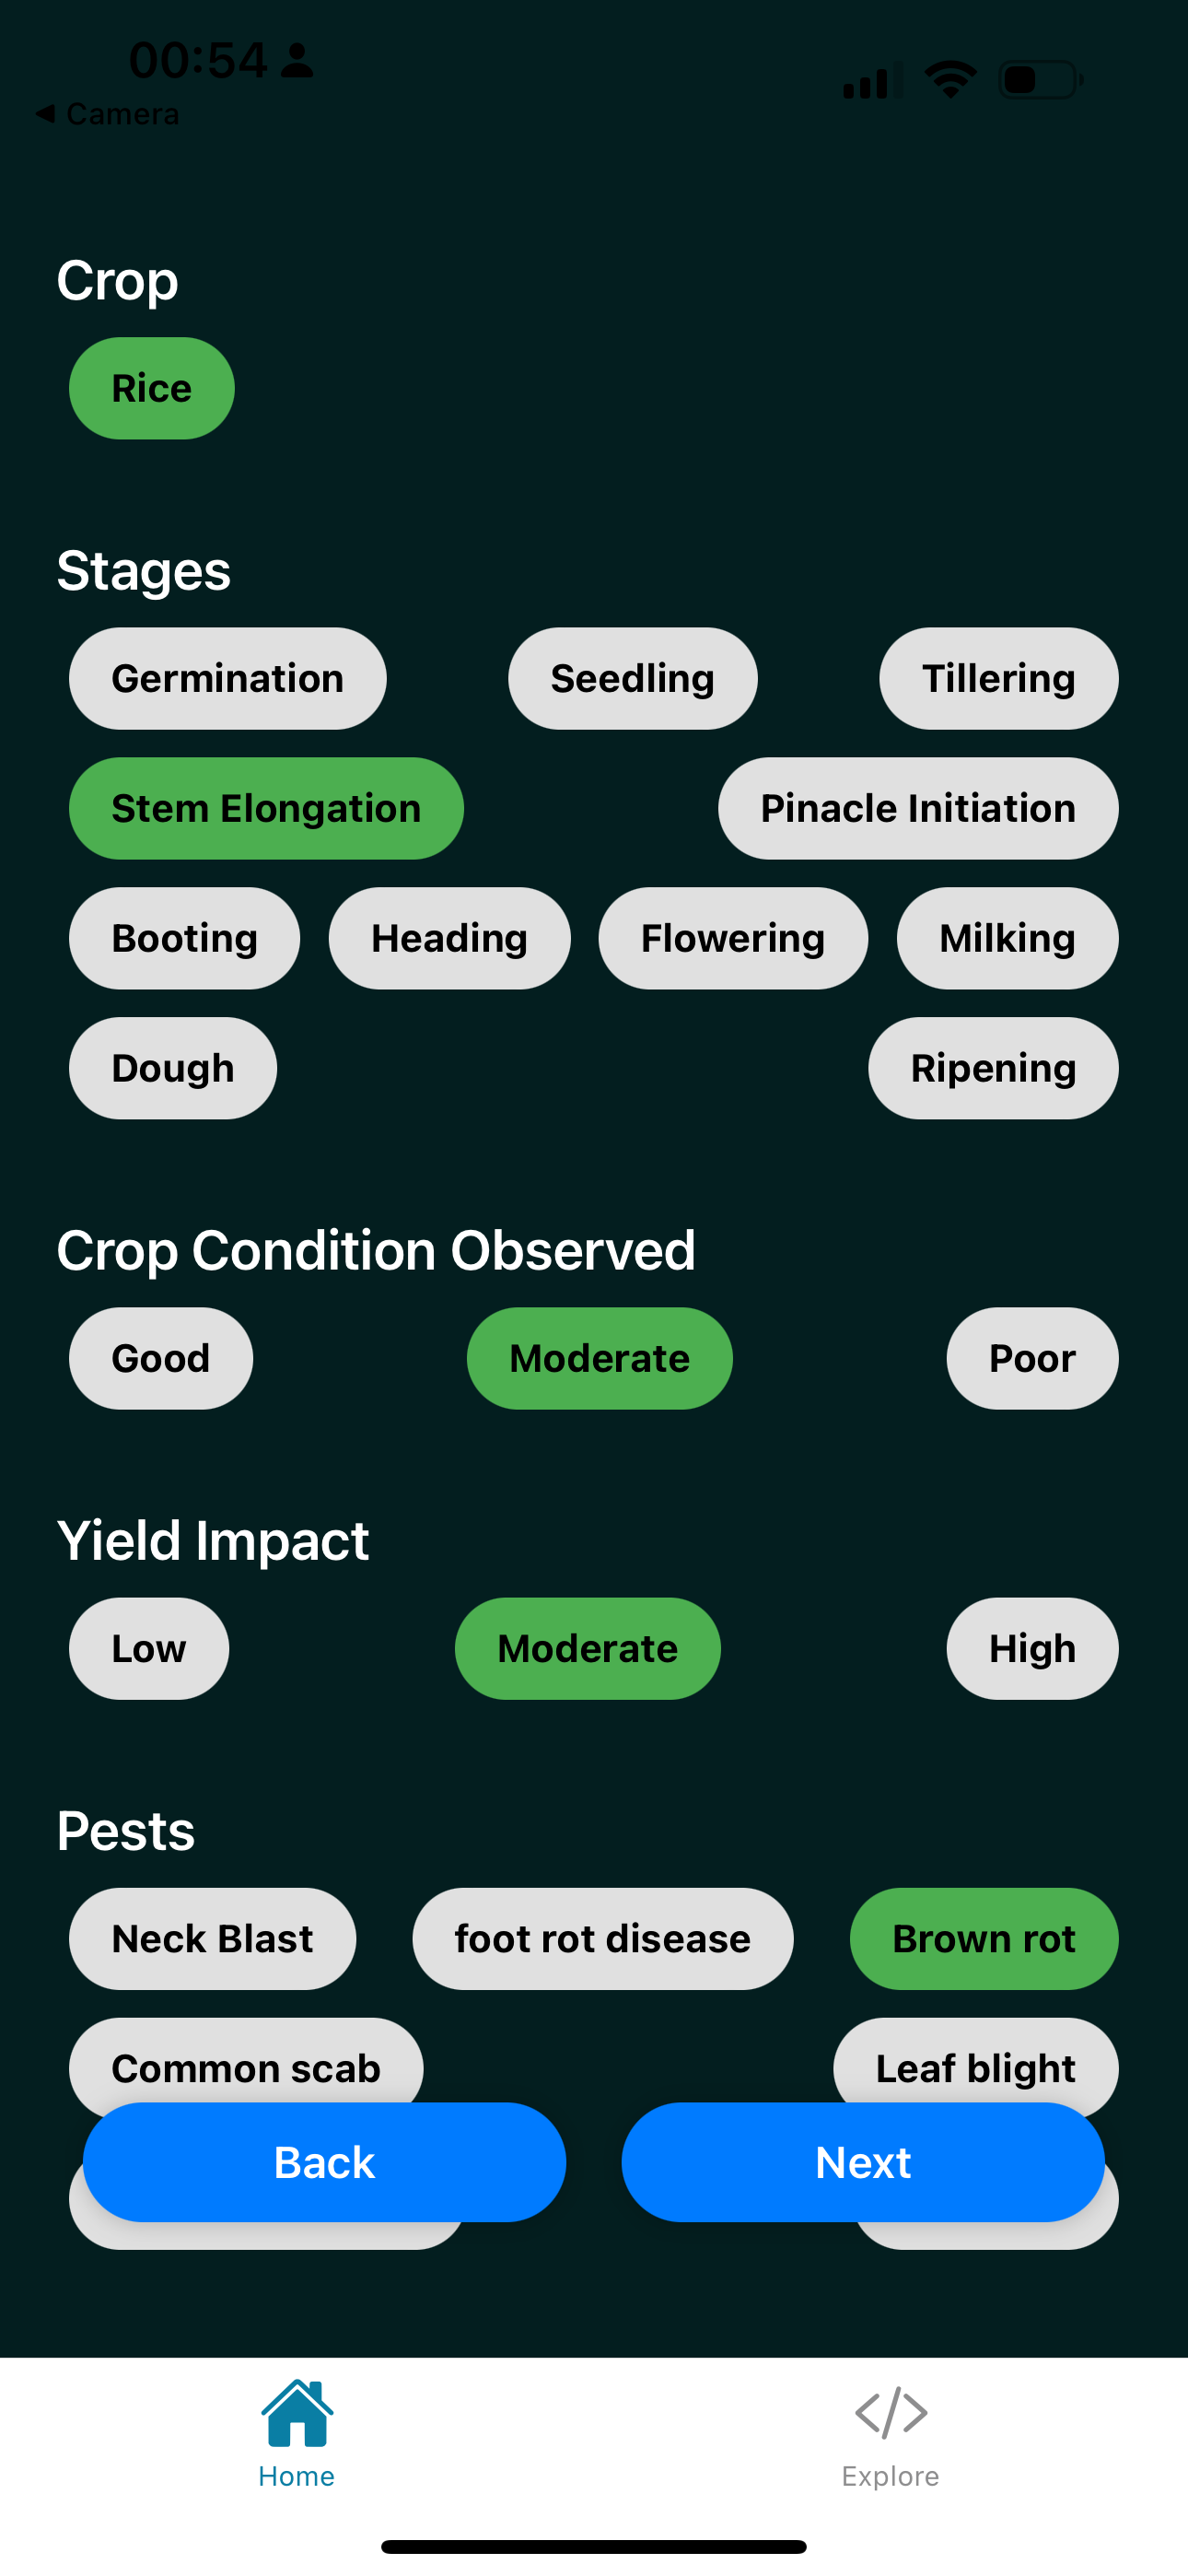 00:54
Camera
Crop
Rice
Stages
Germination Seedling Tillering
Stem Elongation Pinacle Initiation
Booting Heading Flowering Milking
Dough Ripening
Crop Condition Observed
Good Moderate Poor
Yield Impact
Low Moderate High
Pests
Neck Blast foot rot disease Brown rot
Common scab Leaf blight
Back Next
Home Explore